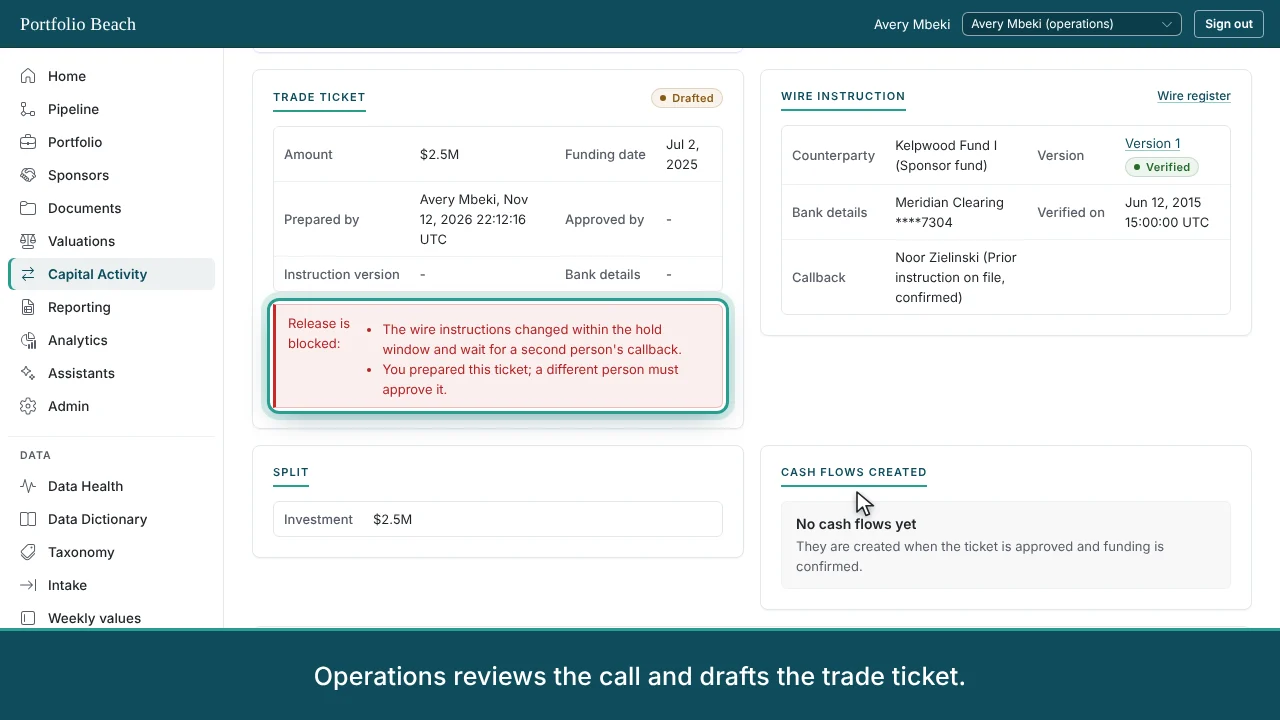 Portfolio Beach
Avery Mbeki
Avery Mbeki (operations)
Sign out
Home
Pipeline
Portfolio
Sponsors
Documents
Valuations
Capital Activity
Reporting
Analytics
Assistants
Admin
DATA
Data Health
Data Dictionary
Taxonomy
Intake
Weekly values
TRADE TICKET
Drafted
Amount
$2.5M
Funding date
Jul 2,
2025
Prepared by
Avery Mbeki, Nov
12, 2026 22:12:16
UTC
Approved by
-
Instruction version
-
Bank details
-
Release is
blocked:
• The wire instructions changed within the hold
window and wait for a second person's callback.
• You prepared this ticket; a different person must
approve it.
WIRE INSTRUCTION
Wire register
Counterparty
Kelpwood Fund I
(Sponsor fund)
Version
Version 1
Verified
Bank details
Meridian Clearing
****7304
Verified on
Jun 12, 2015
15:00:00 UTC
Callback
Noor Zielinski (Prior
instruction on file,
confirmed)
SPLIT
Investment
$2.5M
CASH FLOWS CREATED
No cash flows yet
They are created when the ticket is approved and funding is
confirmed.
Operations reviews the call and drafts the trade ticket.